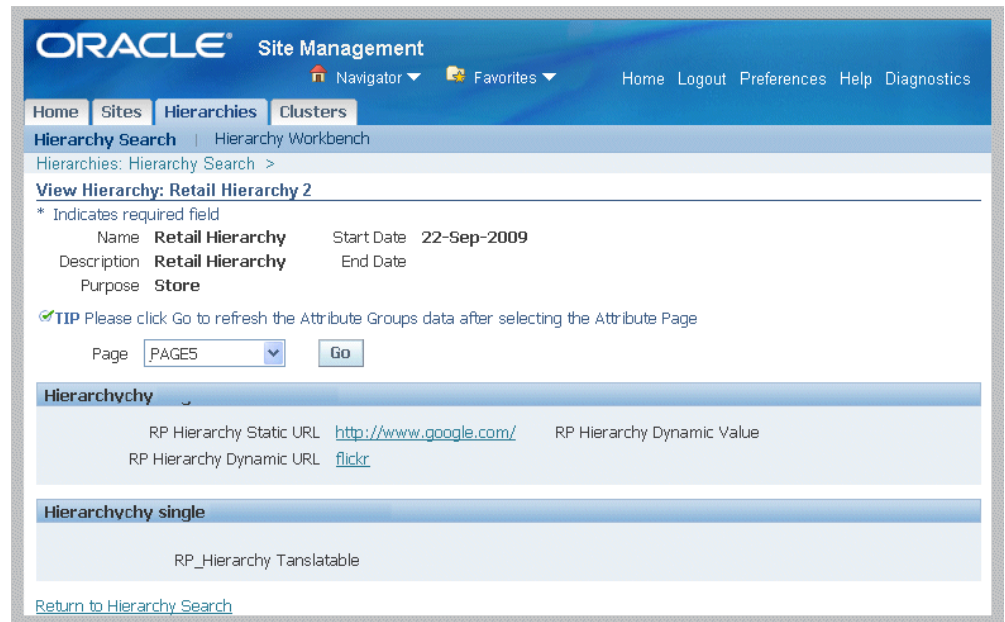 ORACLE® Site Management
Navigator Favorites Home Logout Preferences Help Diagnostics
Home Sites Hierarchies Clusters
Hierarchy Search | Hierarchy Workbench
Hierarchies: Hierarchy Search >
View Hierarchy: Retail Hierarchy 2
* Indicates required field
Name Retail Hierarchy Start Date 22-Sep-2009
Description Retail Hierarchy End Date
Purpose Store
TIP Please click Go to refresh the Attribute Groups data after selecting the Attribute Page
Page PAGE5 Go
Hierarchychy
RP Hierarchy Static URL http://www.google.com/ RP Hierarchy Dynamic Value
RP Hierarchy Dynamic URL flickr
Hierarchychy single
RP_Hierarchy Tanslatable
Return to Hierarchy Search